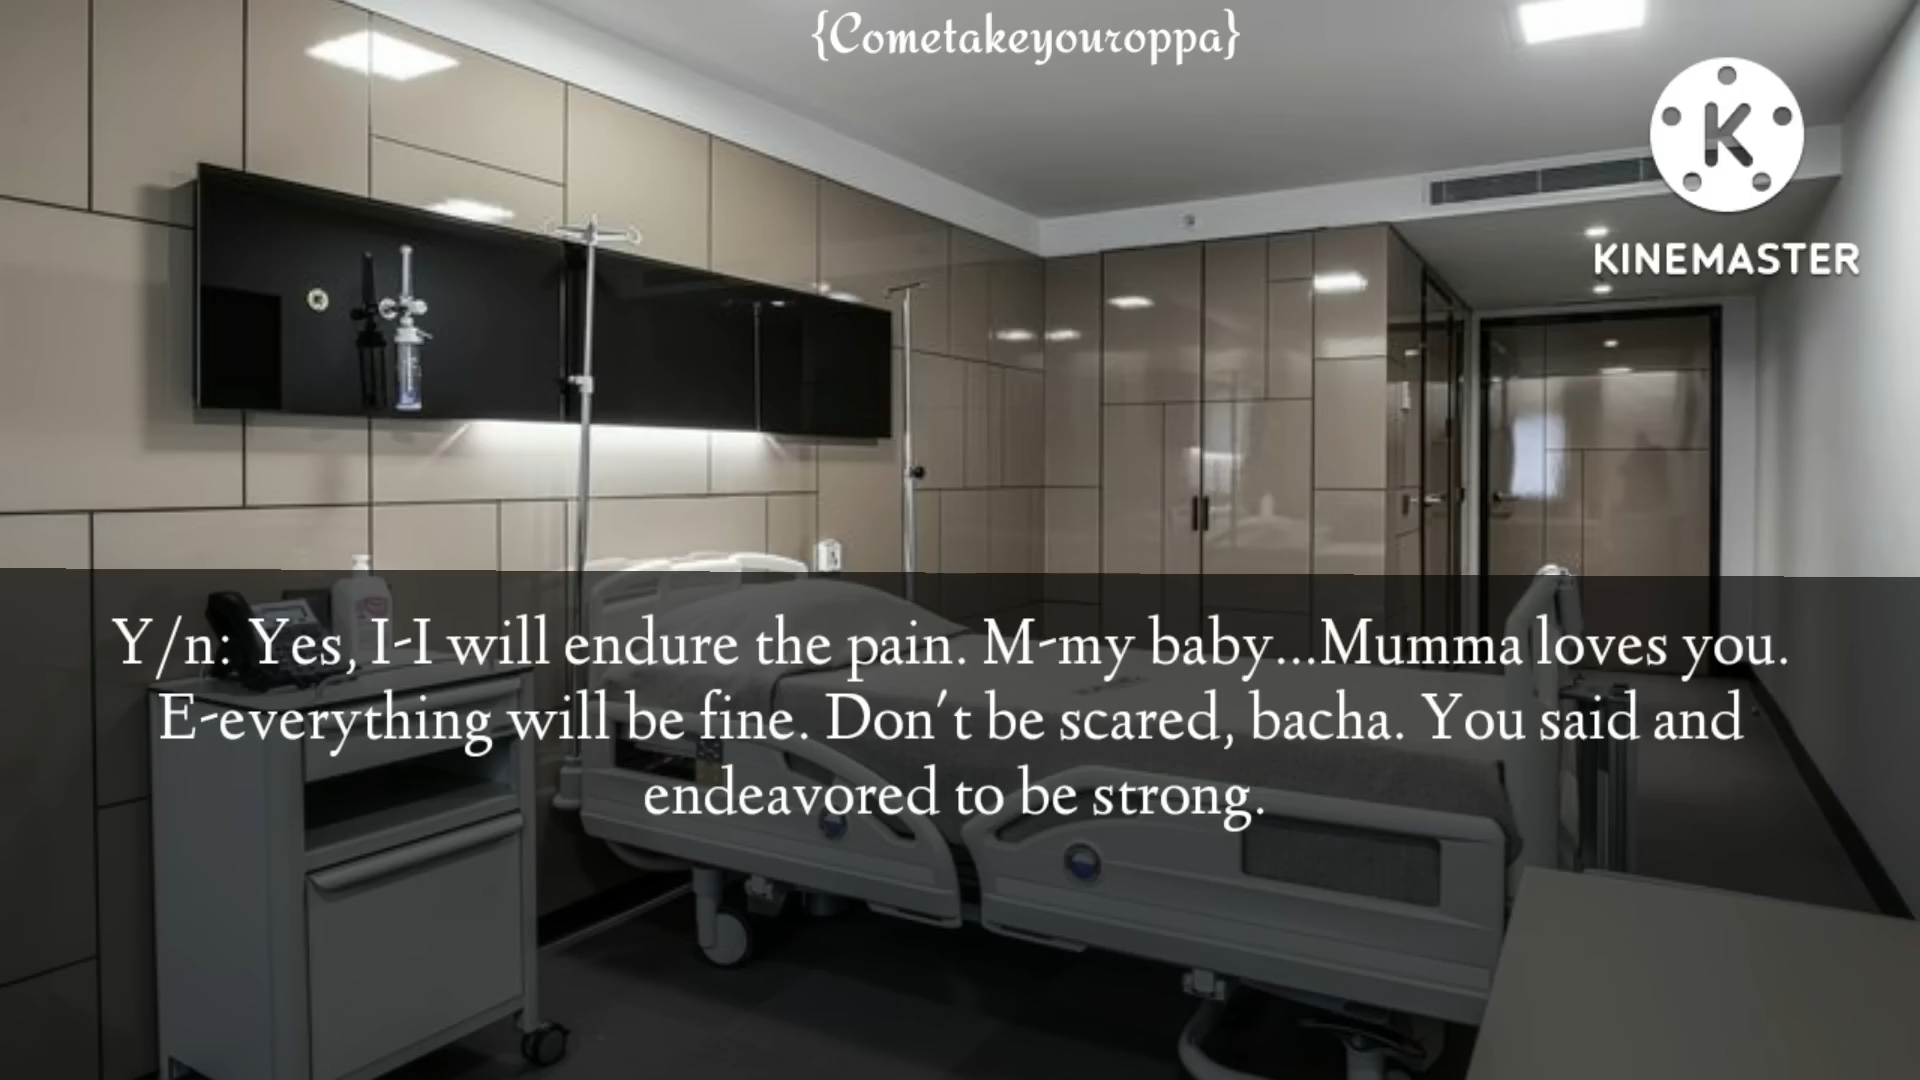 {Cometakeyouroppa}
K
KINEMASTER
Y/n: Yes, I-I will endure the pain. M-my baby...Mumma loves you.
E-everything will be fine. Don't be scared, bacha. You said and
endeavored to be strong.